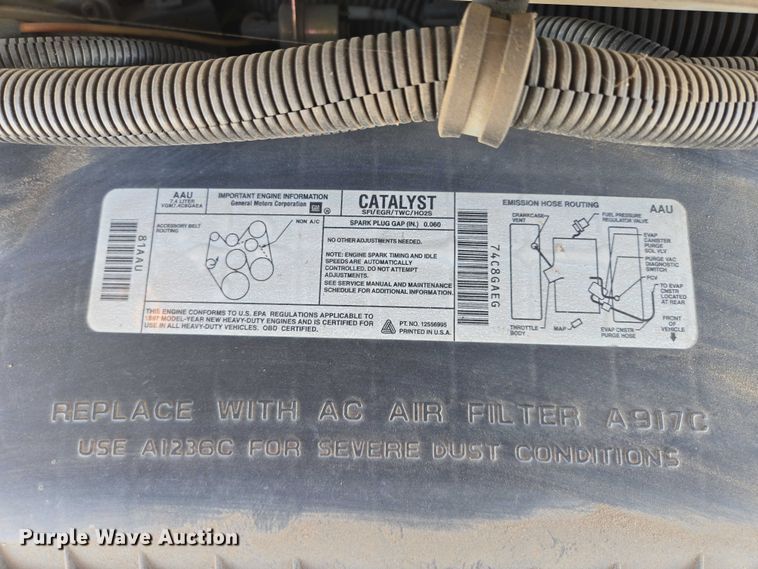 AAU
7.4 LITER
VGM7.4C8GAEA
IMPORTANT ENGINE INFORMATION
General Motors Corporation GM ®
ACCESSORY BELT
ROUTING
NON A/C
81AAU
CATALYST
SFI/EGR/TWC/HO2S
SPARK PLUG GAP (IN.) 0.060
NO OTHER ADJUSTMENTS NEEDED.
NOTE: ENGINE SPARK TIMING AND IDLE
SPEEDS ARE AUTOMATICALLY
CONTROLLED, DO NOT ATTEMPT
ADJUSTMENTS.
SEE SERVICE MANUAL AND MAINTENANCE
SCHEDULE FOR ADDITIONAL INFORMATION.
THIS ENGINE CONFORMS TO U.S. EPA REGULATIONS APPLICABLE TO
1997 MODEL-YEAR NEW HEAVY-DUTY ENGINES AND IS CERTIFIED FOR
USE IN ALL HEAVY-DUTY VEHICLES. OBD CERTIFIED.
PT. NO. 12556995
PRINTED IN U.S.A.
EMISSION HOSE ROUTING
AAU
CRANKCASE
VENT
FUEL PRESSURE
REGULATOR VALVE
EVAP
CANISTER
PURGE
SOL VLV
PURGE VAC
DIAGNOSTIC
SWITCH
PCV
TO EVAP
CNSTR
LOCATED
AT REAR
THROTTLE
BODY
MAP
EVAP CNSTR
PURGE HOSE
FRONT OF
VEHICLE
REPLACE WITH AC AIR FILTER A917C
USE A1236C FOR SEVERE DUST CONDITIONS
Purple Wave Auction